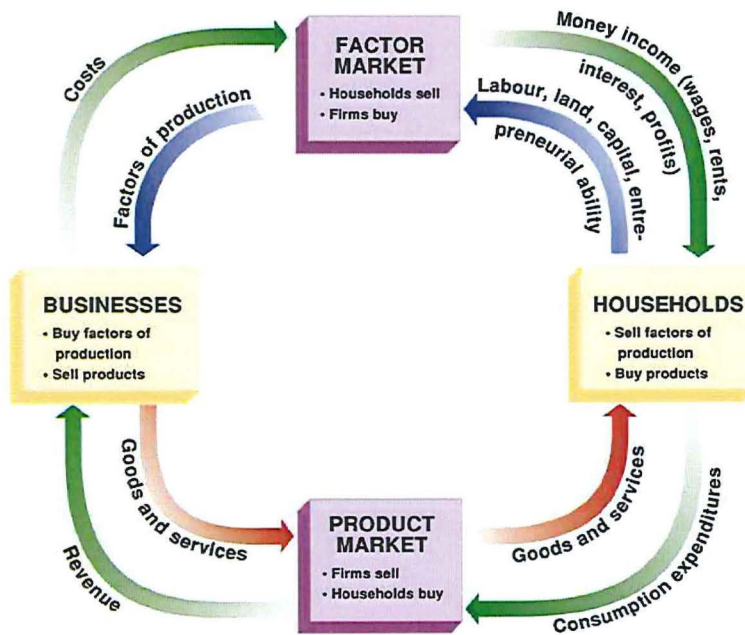 FACTOR
MARKET
• Households sell
• Firms buy
Costs
Factors of production
Money income (wages, rents,
interest, profits)
Labour, land, capital, entre-
preneurial ability
BUSINESSES
• Buy factors of
production
• Sell products
HOUSEHOLDS
• Sell factors of
production
• Buy products
Goods and services
Revenue
PRODUCT
MARKET
• Firms sell
• Households buy
Goods and services
Consumption expenditures